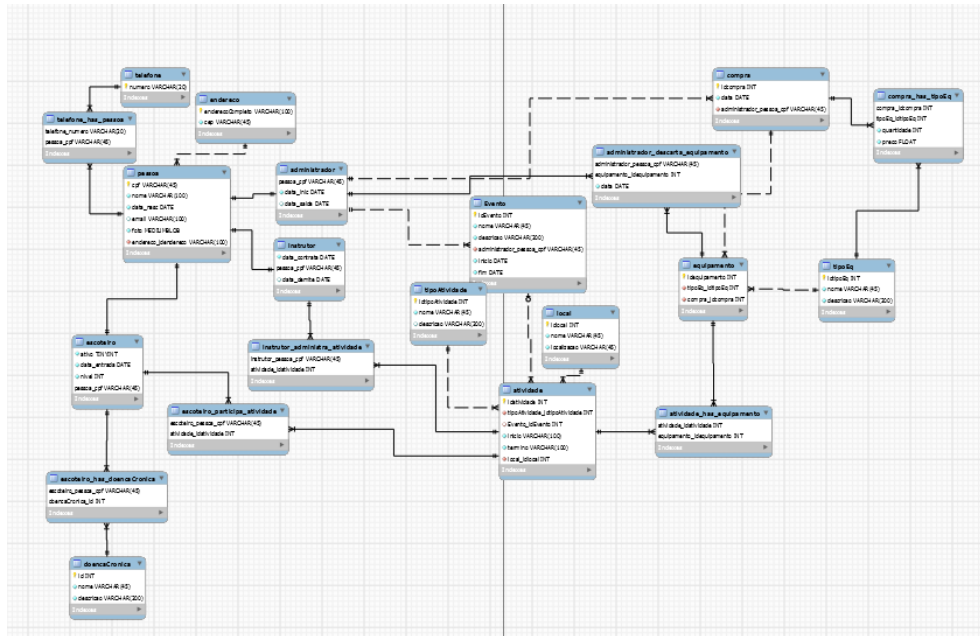 telefone
numero VARCHAR(20)
Indexes
endereco
enderecoCompleto VARCHAR(100)
cep VARCHAR(45)
Indexes
telefone_has_pessoa
telefone_numero VARCHAR(20)
pessoa_cpf VARCHAR(45)
Indexes
pessoa
cpf VARCHAR(45)
nome VARCHAR(100)
data_nasc DATE
email VARCHAR(100)
foto MEDIUMBLOB
Indexes
administrador
pessoa_cpf VARCHAR(45)
data_inic DATE
data_saida DATE
Indexes
instrutor
data_contrato DATE
pessoa_cpf VARCHAR(45)
data_demite DATE
Indexes
escoteiro
ativo TINYINT
data_entrada DATE
nivel INT
pessoa_cpf VARCHAR(45)
Indexes
instrutor_administra_atividade
instrutor_pessoa_cpf VARCHAR(45)
atividade_idatividade INT
Indexes
escoteiro_participa_atividade
escoteiro_pessoa_cpf VARCHAR(45)
atividade_idatividade INT
Indexes
escoteiro_has_doencaCronica
escoteiro_pessoa_cpf VARCHAR(45)
doencaCronica_id INT
Indexes
doencaCronica
id INT
nome VARCHAR(45)
descricao VARCHAR(200)
Indexes
compra
idcompra INT
data DATE
administrador_pessoa_cpf VARCHAR(45)
Indexes
compra_has_tipoEq
compra_idcompra INT
tipoEq_idtipoEq INT
quantidade INT
preco FLOAT
Indexes
administrador_descarta_equipamento
administrador_pessoa_cpf VARCHAR(45)
equipamento_idequipamento INT
data DATE
Indexes
Evento
idEvento INT
nome VARCHAR(45)
descricao VARCHAR(200)
administrador_pessoa_cpf VARCHAR(45)
inicio DATE
fim DATE
Indexes
tipoAtividade
idtipoAtividade INT
nome VARCHAR(45)
descricao VARCHAR(200)
Indexes
local
idlocal INT
nome VARCHAR(45)
localizacao VARCHAR(45)
Indexes
equipamento
idequipamento INT
tipoEq_idtipoEq INT
compra_idcompra INT
Indexes
tipoEq
idtipoEq INT
nome VARCHAR(45)
descricao VARCHAR(200)
Indexes
atividade
idatividade INT
tipoAtividade_idtipoAtividade INT
Evento_idEvento INT
inicio VARCHAR(100)
termino VARCHAR(100)
local_idlocal INT
Indexes
atividade_has_equipamento
atividade_idatividade INT
equipamento_idequipamento INT
Indexes